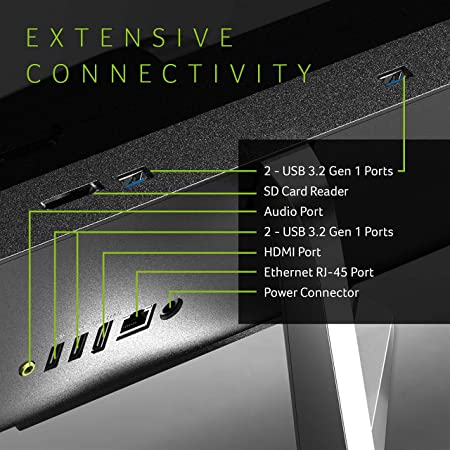 EXTENSIVE
CONNECTIVITY
2 - USB 3.2 Gen 1 Ports
SD Card Reader
Audio Port
2 - USB 3.2 Gen 1 Ports
HDMI Port
Ethernet RJ-45 Port
Power Connector